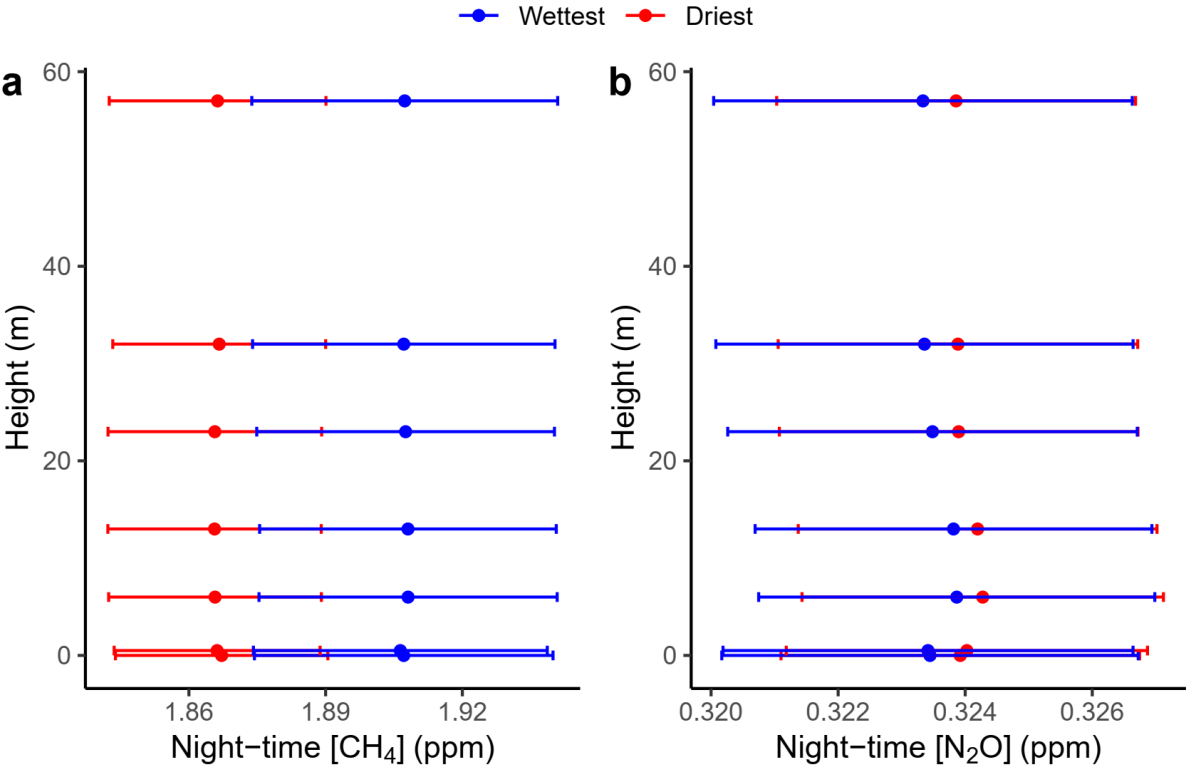 Wettest Driest
a
60
40
20
0
Height (m)
1.86 1.89 1.92
Night−time [CH₄] (ppm)
b
60
40
20
0
Height (m)
0.320 0.322 0.324 0.326
Night−time [N₂O] (ppm)